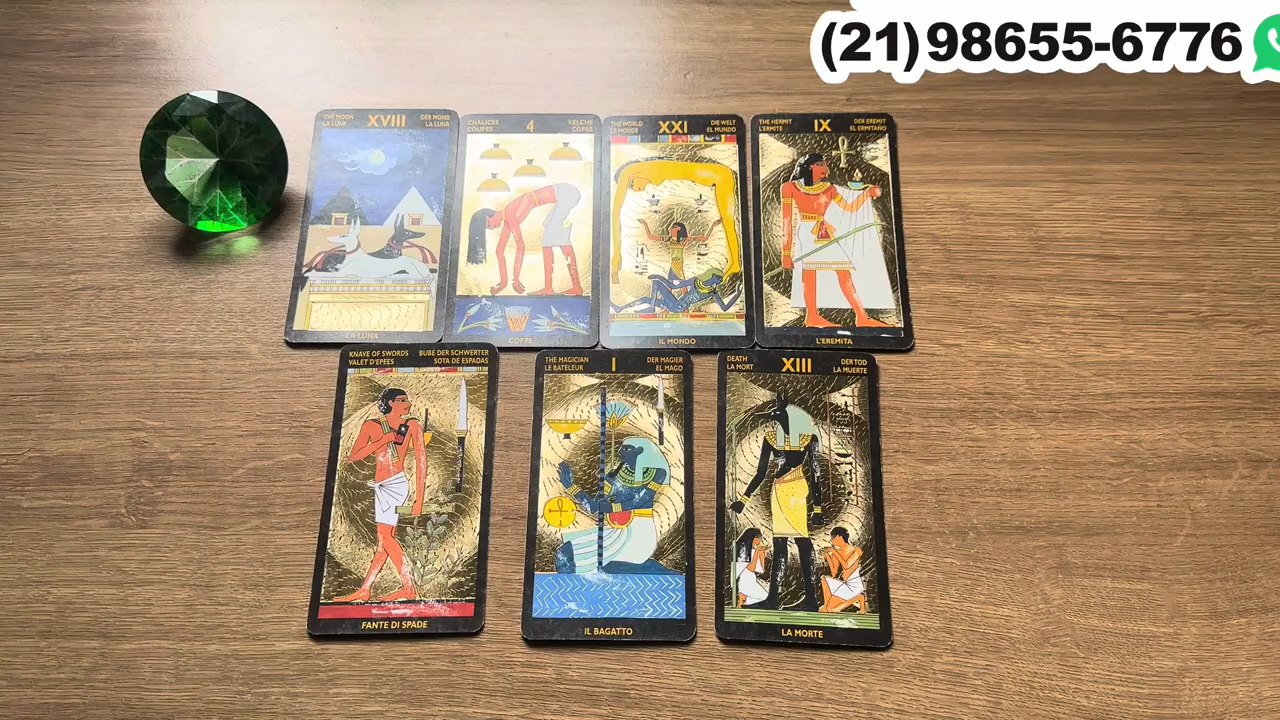 (21)98655-6776
THE MOON
LA LUNE
XVIII
DER MOND
LA LUNA
CHALICES
COUPES
4
KELCHE
COPAS
THE WORLD
LE MONDE
XXI
DIE WELT
EL MUNDO
THE HERMIT
L'ERMITE
IX
DER EREMIT
EL ERMITAÑO
LA LUNA
COPPE
IL MONDO
L'EREMITA
KNAVE OF SWORDS
VALET D'EPÉES
BUBE DER SCHWERTER
SOTA DE ESPADAS
THE MAGICIAN
LE BATELEUR
I
DER MAGIER
EL MAGO
DEATH
LA MORT
XIII
DER TOD
LA MUERTE
FANTE DI SPADE
IL BAGATTO
LA MORTE